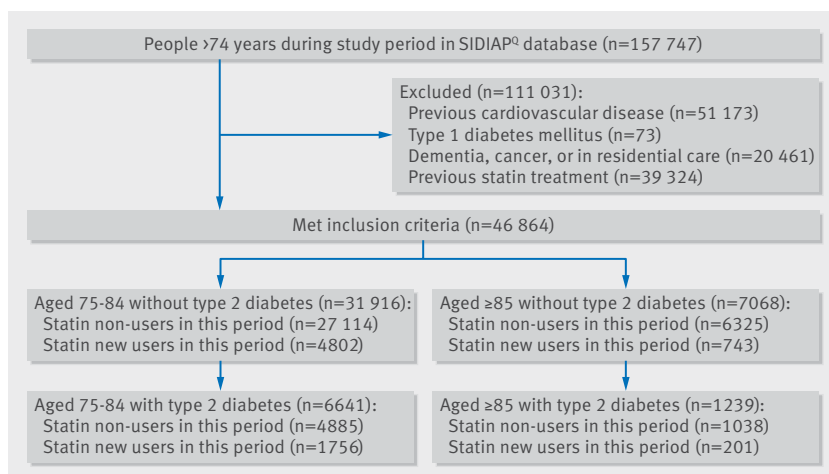 People >74 years during study period in SIDIAPQ database (n=157 747)
Excluded (n=111 031):
Previous cardiovascular disease (n=51 173)
Type 1 diabetes mellitus (n=73)
Dementia, cancer, or in residential care (n=20 461)
Previous statin treatment (n=39 324)
Met inclusion criteria (n=46 864)
Aged 75-84 without type 2 diabetes (n=31 916):
Statin non-users in this period (n=27 114)
Statin new users in this period (n=4802)
Aged ≥85 without type 2 diabetes (n=7068):
Statin non-users in this period (n=6325)
Statin new users in this period (n=743)
Aged 75-84 with type 2 diabetes (n=6641):
Statin non-users in this period (n=4885)
Statin new users in this period (n=1756)
Aged ≥85 with type 2 diabetes (n=1239):
Statin non-users in this period (n=1038)
Statin new users in this period (n=201)